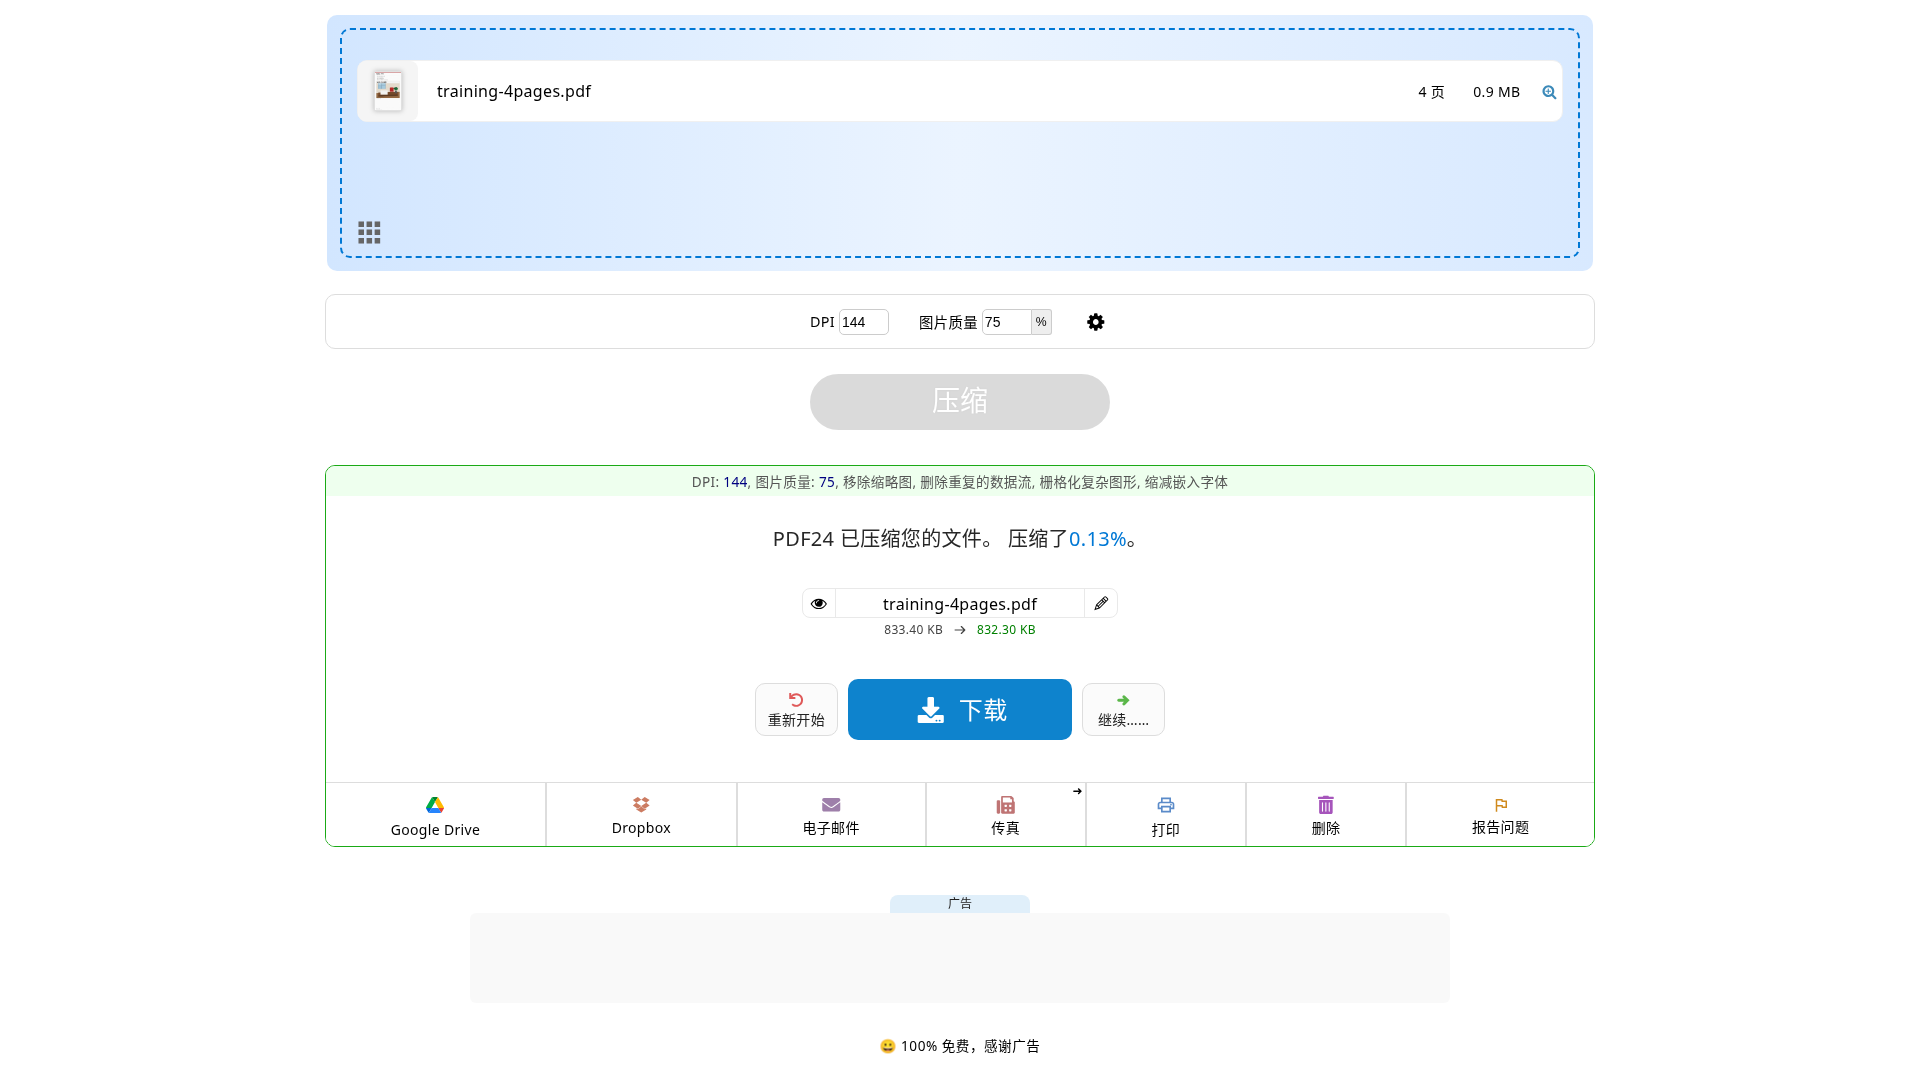 training-4pages.pdf 4 页 0.9 MB
DPI 144 图片质量 75 %
压缩
DPI: 144, 图片质量: 75, 移除缩略图, 删除重复的数据流, 栅格化复杂图形, 缩减嵌入字体
PDF24 已压缩您的文件。 压缩了0.13%。
training-4pages.pdf
833.40 KB → 832.30 KB
重新开始
下载
继续……
Google Drive
Dropbox
电子邮件
传真
打印
删除
报告问题
广告
😀 100% 免费，感谢广告